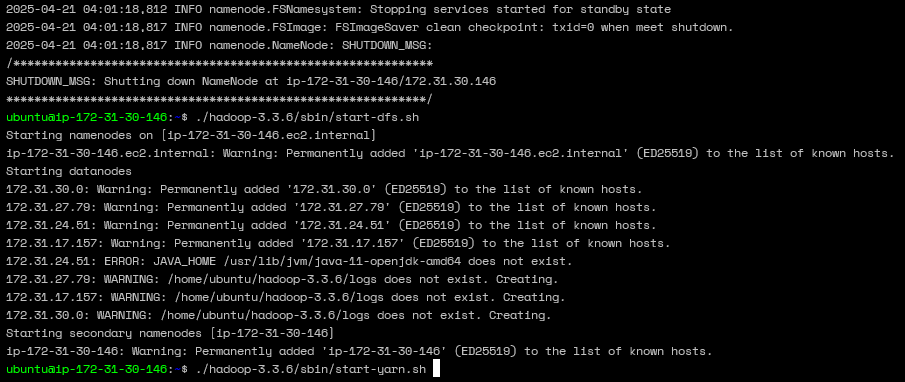 2025-04-21 04:01:18,812 INFO namenode.FSNamesystem: Stopping services started for standby state
2025-04-21 04:01:18,817 INFO namenode.FSImage: FSImageSaver clean checkpoint: txid=0 when meet shutdown.
2025-04-21 04:01:18,817 INFO namenode.NameNode: SHUTDOWN_MSG:
/************************************************************
SHUTDOWN_MSG: Shutting down NameNode at ip-172-31-30-146/172.31.30.146
************************************************************/
ubuntu@ip-172-31-30-146:~$ ./hadoop-3.3.6/sbin/start-dfs.sh
Starting namenodes on [ip-172-31-30-146.ec2.internal]
ip-172-31-30-146.ec2.internal: Warning: Permanently added 'ip-172-31-30-146.ec2.internal' (ED25519) to the list of known hosts.
Starting datanodes
172.31.30.0: Warning: Permanently added '172.31.30.0' (ED25519) to the list of known hosts.
172.31.27.79: Warning: Permanently added '172.31.27.79' (ED25519) to the list of known hosts.
172.31.24.51: Warning: Permanently added '172.31.24.51' (ED25519) to the list of known hosts.
172.31.17.157: Warning: Permanently added '172.31.17.157' (ED25519) to the list of known hosts.
172.31.24.51: ERROR: JAVA_HOME /usr/lib/jvm/java-11-openjdk-amd64 does not exist.
172.31.27.79: WARNING: /home/ubuntu/hadoop-3.3.6/logs does not exist. Creating.
172.31.17.157: WARNING: /home/ubuntu/hadoop-3.3.6/logs does not exist. Creating.
172.31.30.0: WARNING: /home/ubuntu/hadoop-3.3.6/logs does not exist. Creating.
Starting secondary namenodes [ip-172-31-30-146]
ip-172-31-30-146: Warning: Permanently added 'ip-172-31-30-146' (ED25519) to the list of known hosts.
ubuntu@ip-172-31-30-146:~$ ./hadoop-3.3.6/sbin/start-yarn.sh